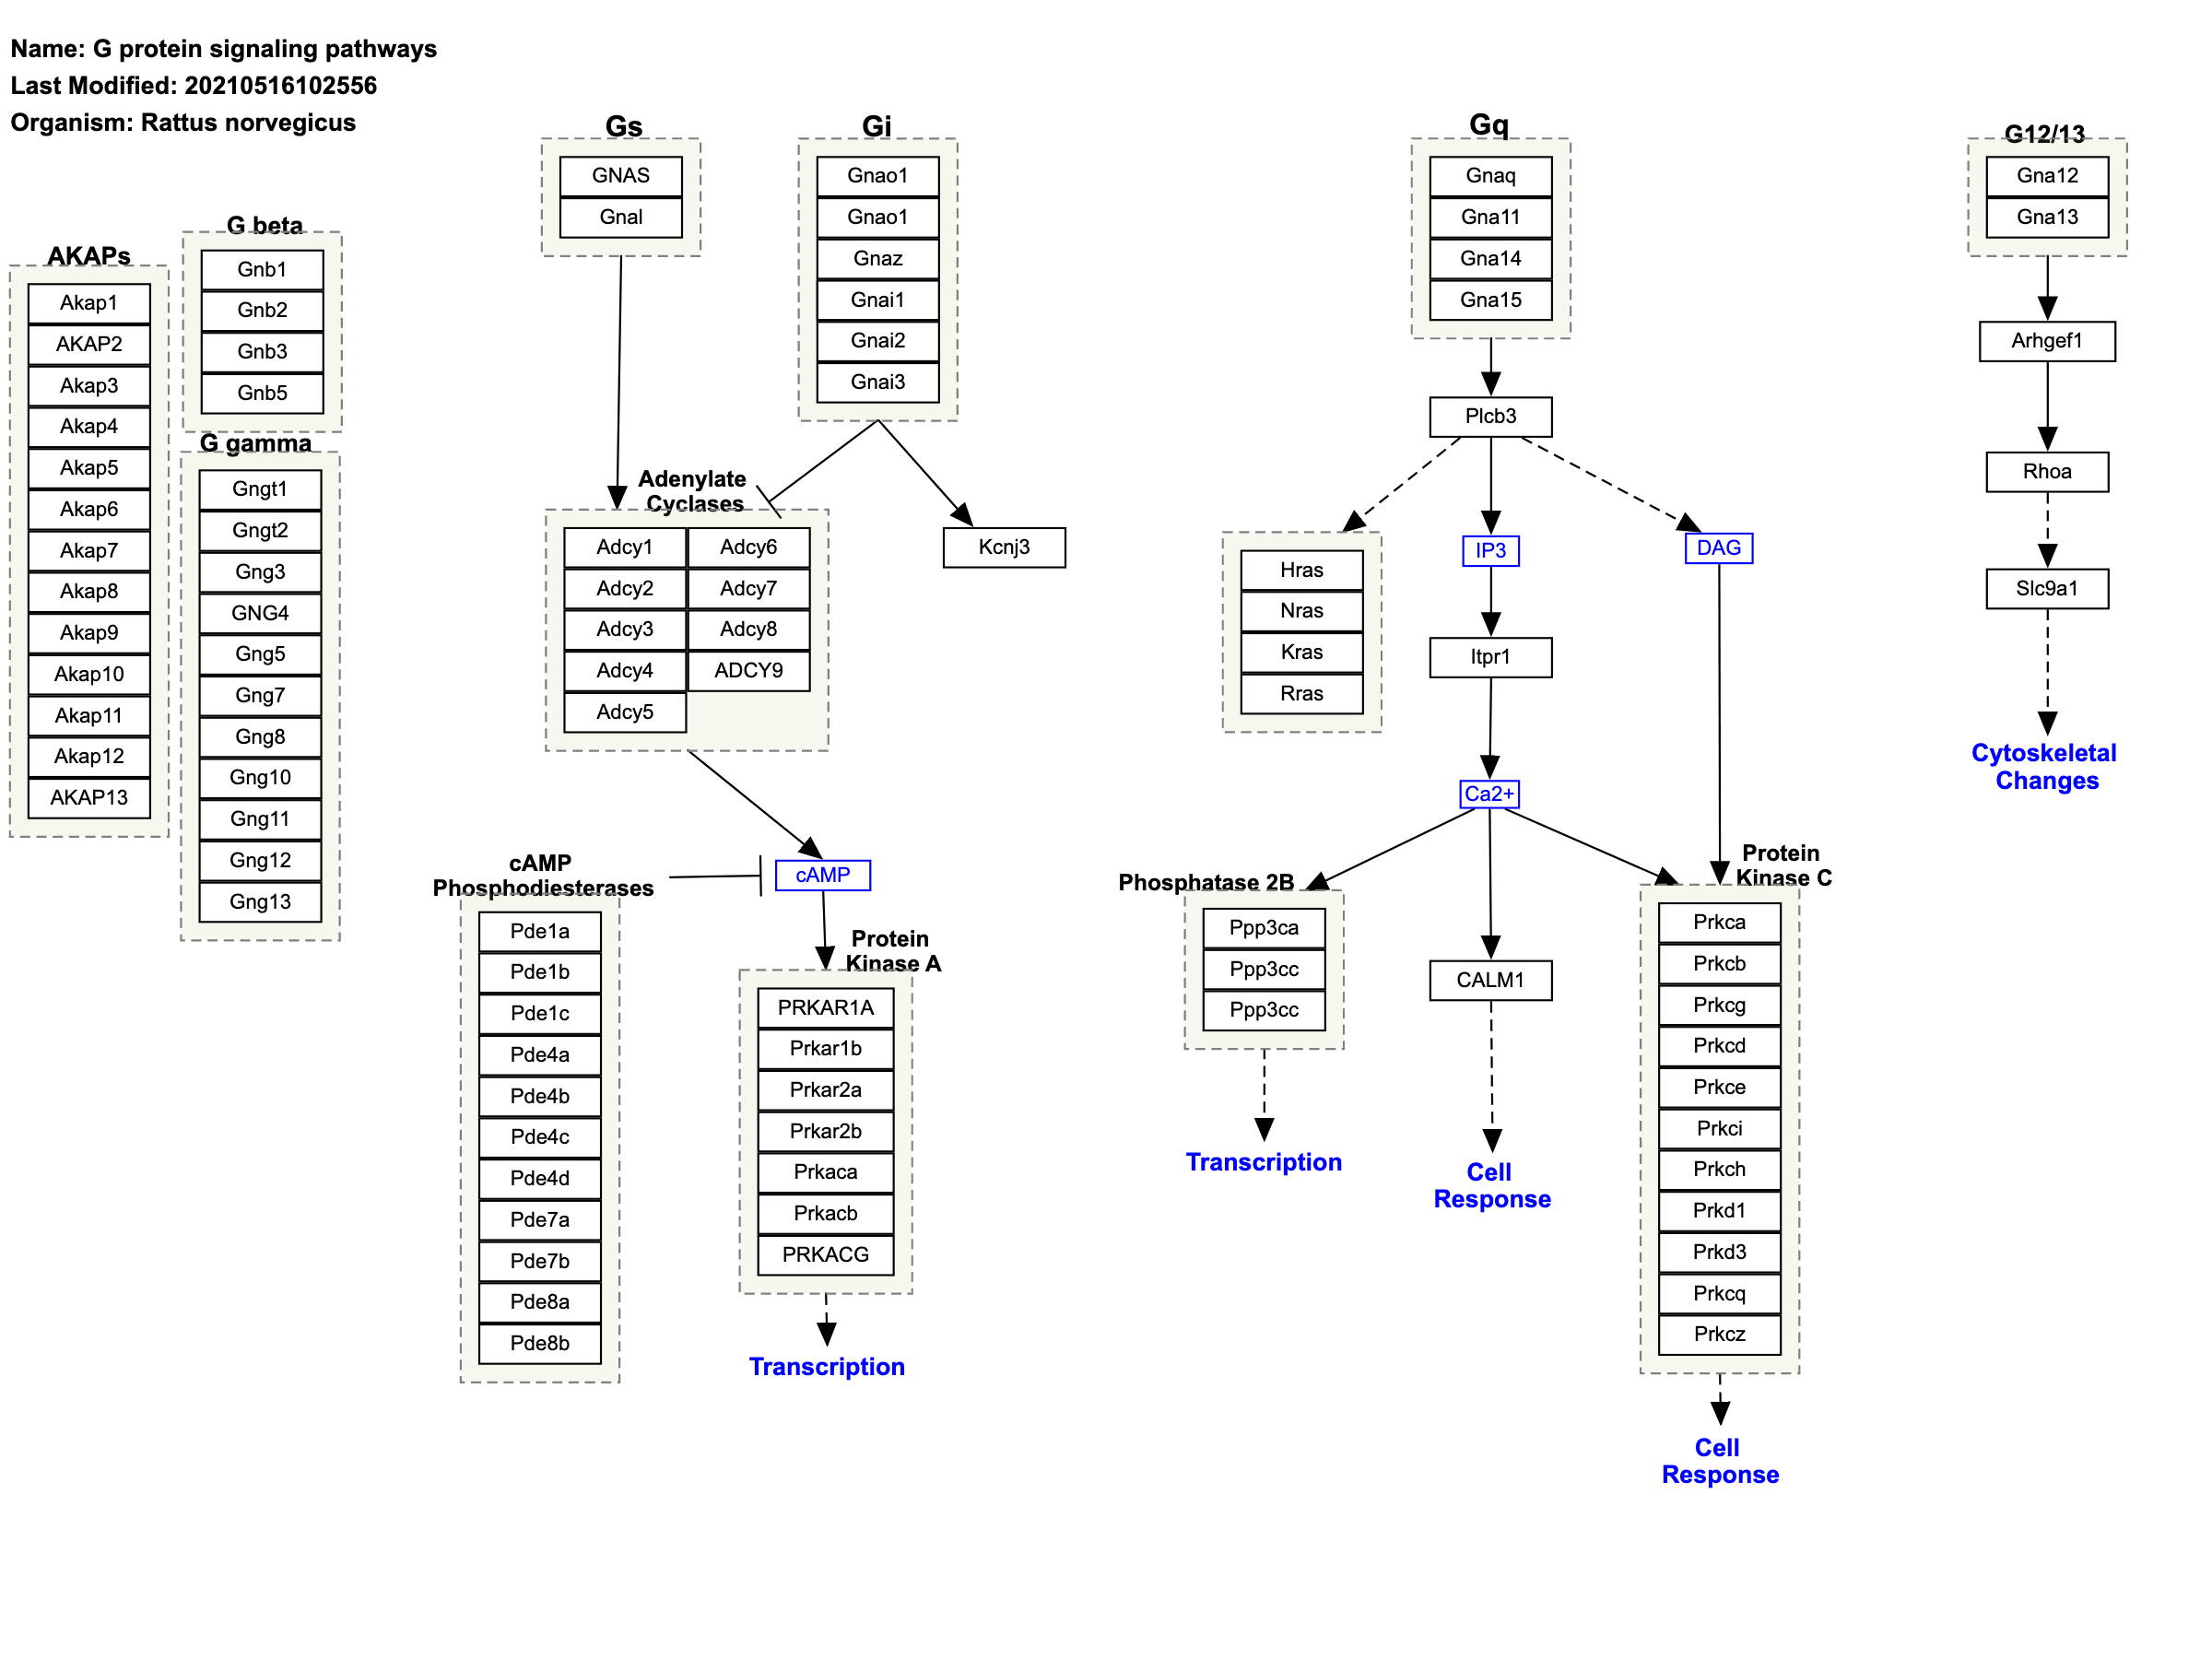 Name: G protein signaling pathways
Last Modified: 20210516102556
Organism: Rattus norvegicus
AKAPs
Akap1
AKAP2
Akap3
Akap4
Akap5
Akap6
Akap7
Akap8
Akap9
Akap10
Akap11
Akap12
AKAP13
G beta
Gnb1
Gnb2
Gnb3
Gnb5
G gamma
Gngt1
Gngt2
Gng3
GNG4
Gng5
Gng7
Gng8
Gng10
Gng11
Gng12
Gng13
Gs
GNAS
Gnal
Gi
Gnao1
Gnao1
Gnaz
Gnai1
Gnai2
Gnai3
Adenylate
Cyclases
Adcy1
Adcy2
Adcy3
Adcy4
Adcy5
Adcy6
Adcy7
Adcy8
ADCY9
Kcnj3
cAMP
Phosphodiesterases
Pde1a
Pde1b
Pde1c
Pde4a
Pde4b
Pde4c
Pde4d
Pde7a
Pde7b
Pde8a
Pde8b
cAMP
Protein
Kinase A
PRKAR1A
Prkar1b
Prkar2a
Prkar2b
Prkaca
Prkacb
PRKACG
Transcription
Gq
Gnaq
Gna11
Gna14
Gna15
Plcb3
Hras
Nras
Kras
Rras
IP3
DAG
Itpr1
Ca2+
Phosphatase 2B
Ppp3ca
Ppp3cc
Ppp3cc
Transcription
CALM1
Cell
Response
Protein
Kinase C
Prkca
Prkcb
Prkcg
Prkcd
Prkce
Prkci
Prkch
Prkd1
Prkd3
Prkcq
Prkcz
Cell
Response
G12/13
Gna12
Gna13
Arhgef1
Rhoa
Slc9a1
Cytoskeletal
Changes